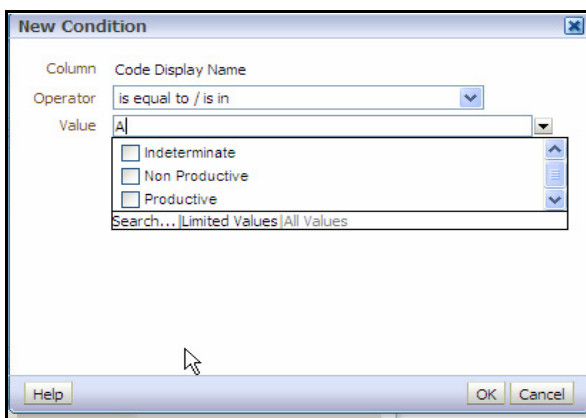 New Condition
Column Code Display Name
Operator is equal to / is in
Value A
Indeterminate
Non Productive
Productive
Search...|Limited Values|All Values
Help OK Cancel